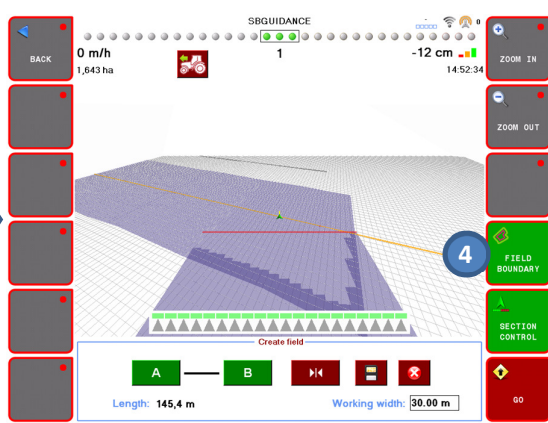 SBGUIDANCE
0
BACK
0 m/h
1
-12 cm
ZOOM IN
1,643 ha
14:52:34
ZOOM OUT
4
FIELD
BOUNDARY
SECTION
CONTROL
Create field
A
B
GO
Length: 145,4 m
Working width: 30.00 m